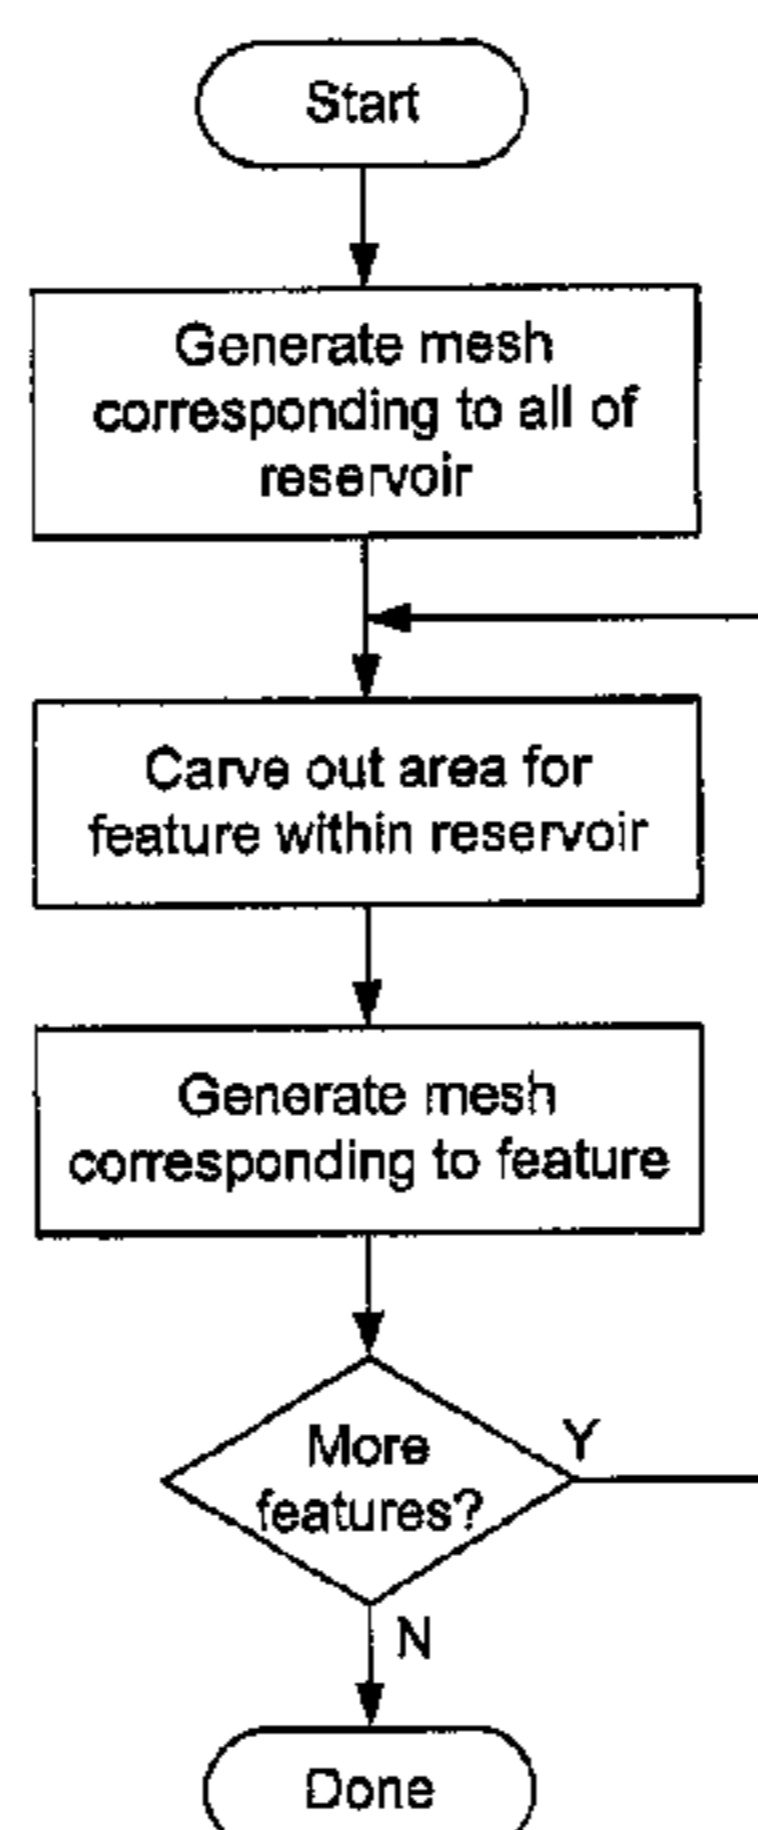 Start
Generate mesh
corresponding to all of
reservoir
Carve out area for
feature within reservoir
Generate mesh
corresponding to feature
More
features?
Y
N
Done